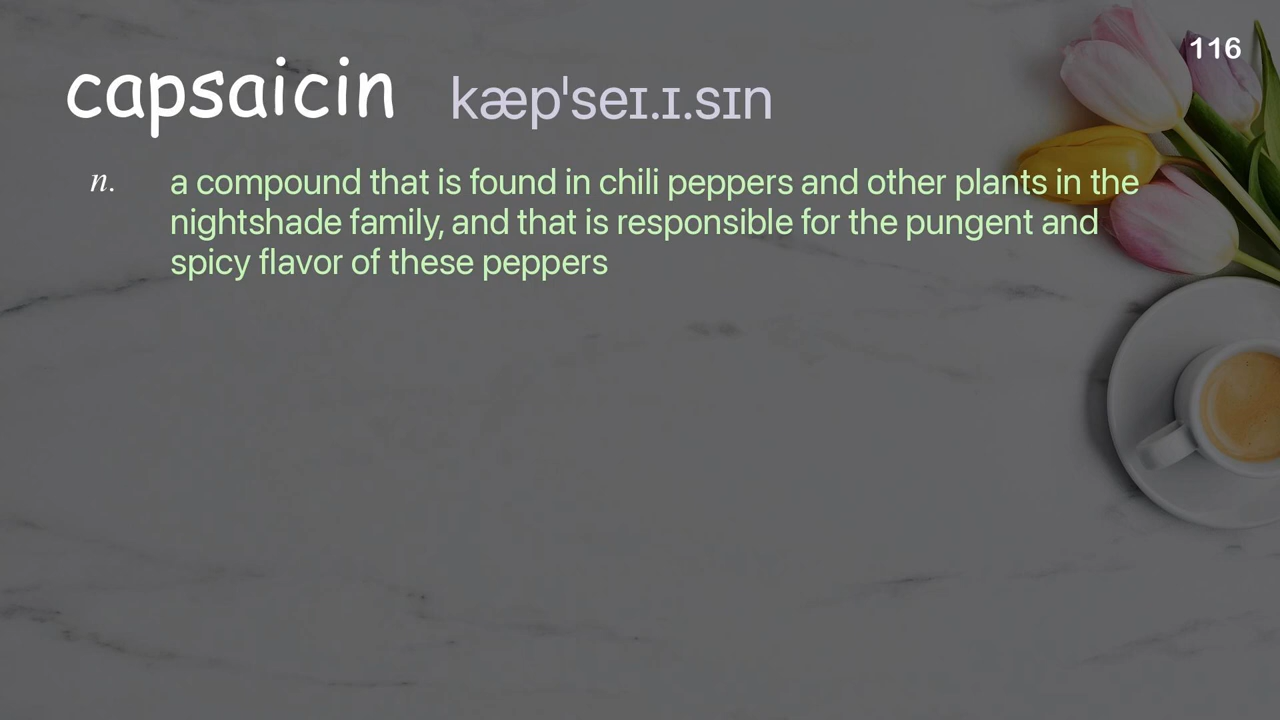 116
capsaicin kæpˈseɪ.ɪ.sɪn
n. a compound that is found in chili peppers and other plants in the
nightshade family, and that is responsible for the pungent and
spicy flavor of these peppers